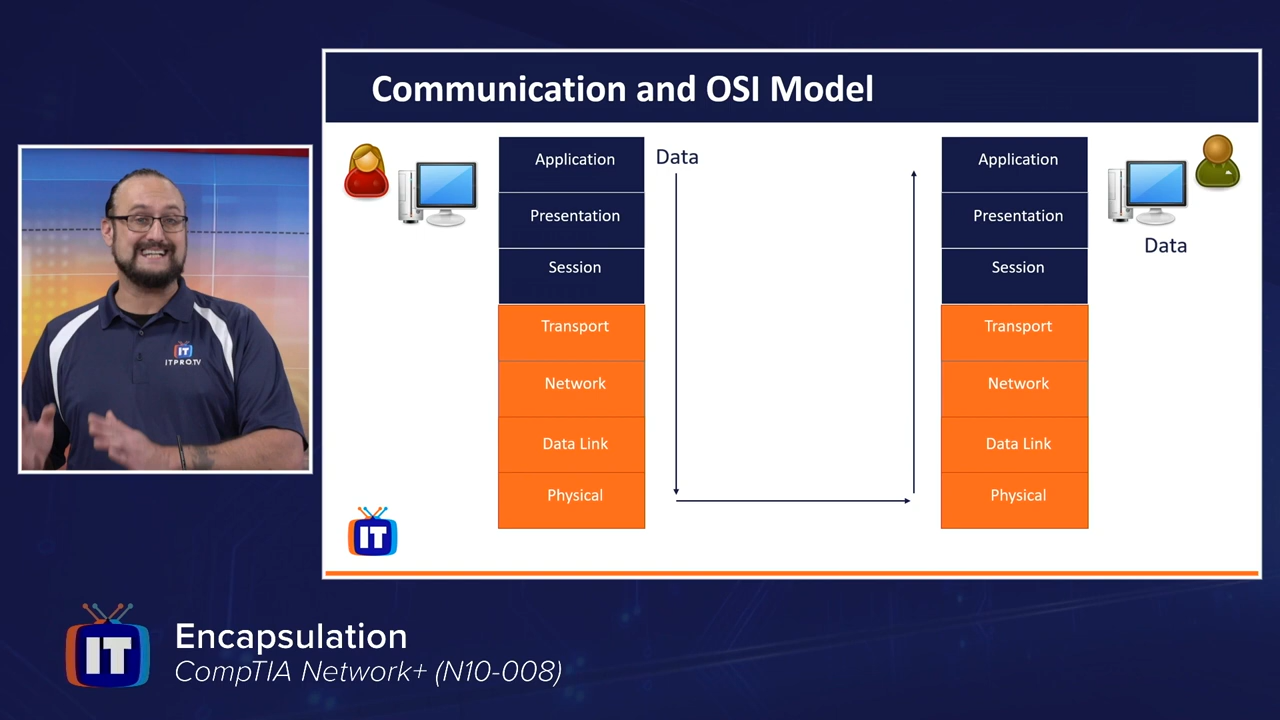 Communication and OSI Model
Application
Data
Presentation
Session
Transport
Network
Data Link
Physical
Application
Presentation
Session
Transport
Network
Data Link
Physical
Data
IT
ITPRO.TV
IT
IT
Encapsulation
CompTIA Network+ (N10-008)